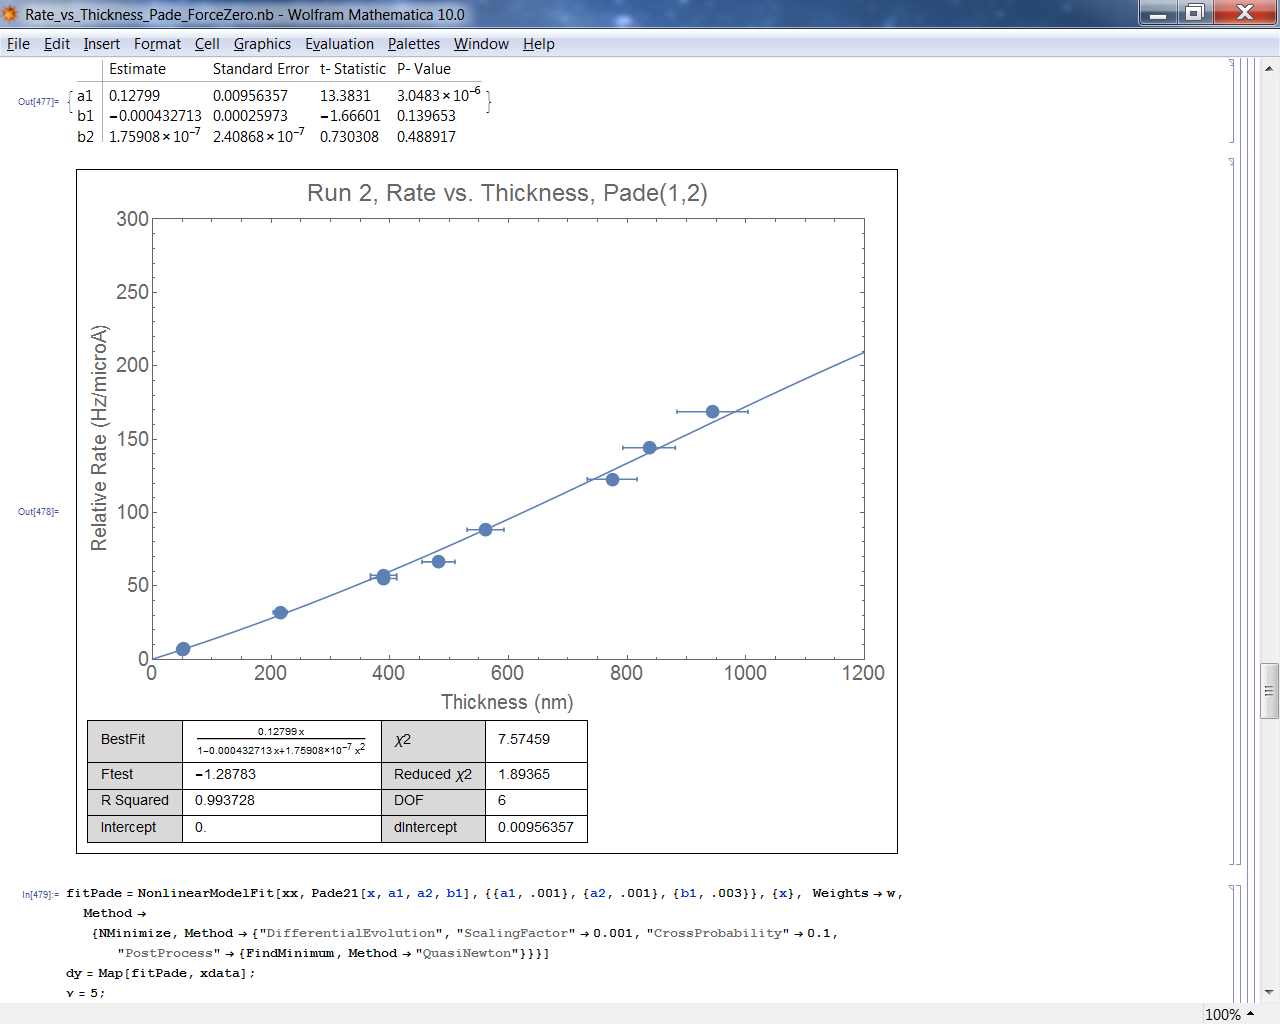 Rate_vs_Thickness_Pade_ForceZero.nb - Wolfram Mathematica 10.0
File Edit Insert Format Cell Graphics Evaluation Palettes Window Help
Estimate Standard Error t- Statistic P- Value
Out[477]= { a1 0.12799 0.00956357 13.3831 3.0483 × 10^-6 }
b1 -0.000432713 0.00025973 -1.66601 0.139653
b2 1.75908 × 10^-7 2.40868 × 10^-7 0.730308 0.488917
Run 2, Rate vs. Thickness, Pade(1,2)
300
250
200
150
100
50
0
Relative Rate (Hz/microA)
Out[478]=
0 200 400 600 800 1000 1200
Thickness (nm)
BestFit 0.12799 x / 1-0.000432713 x+1.75908×10^-7 x^2 χ2 7.57459
Ftest -1.28783 Reduced χ2 1.89365
R Squared 0.993728 DOF 6
Intercept 0. dIntercept 0.00956357
In[479]:= fitPade = NonlinearModelFit[xx, Pade21[x, a1, a2, b1], {{a1, .001}, {a2, .001}, {b1, .003}}, {x}, Weights → w,
Method →
{NMinimize, Method → {"DifferentialEvolution", "ScalingFactor" → 0.001, "CrossProbability" → 0.1,
"PostProcess" → {FindMinimum, Method → "QuasiNewton"}}}]
dy = Map[fitPade, xdata];
ν = 5;
100%